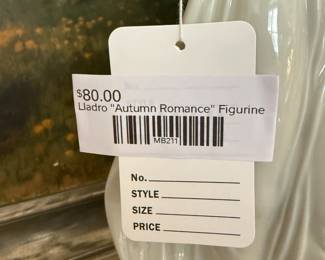 $80.00
Lladro "Autumn Romance" Figurine
MB211
No.
STYLE
SIZE
PRICE